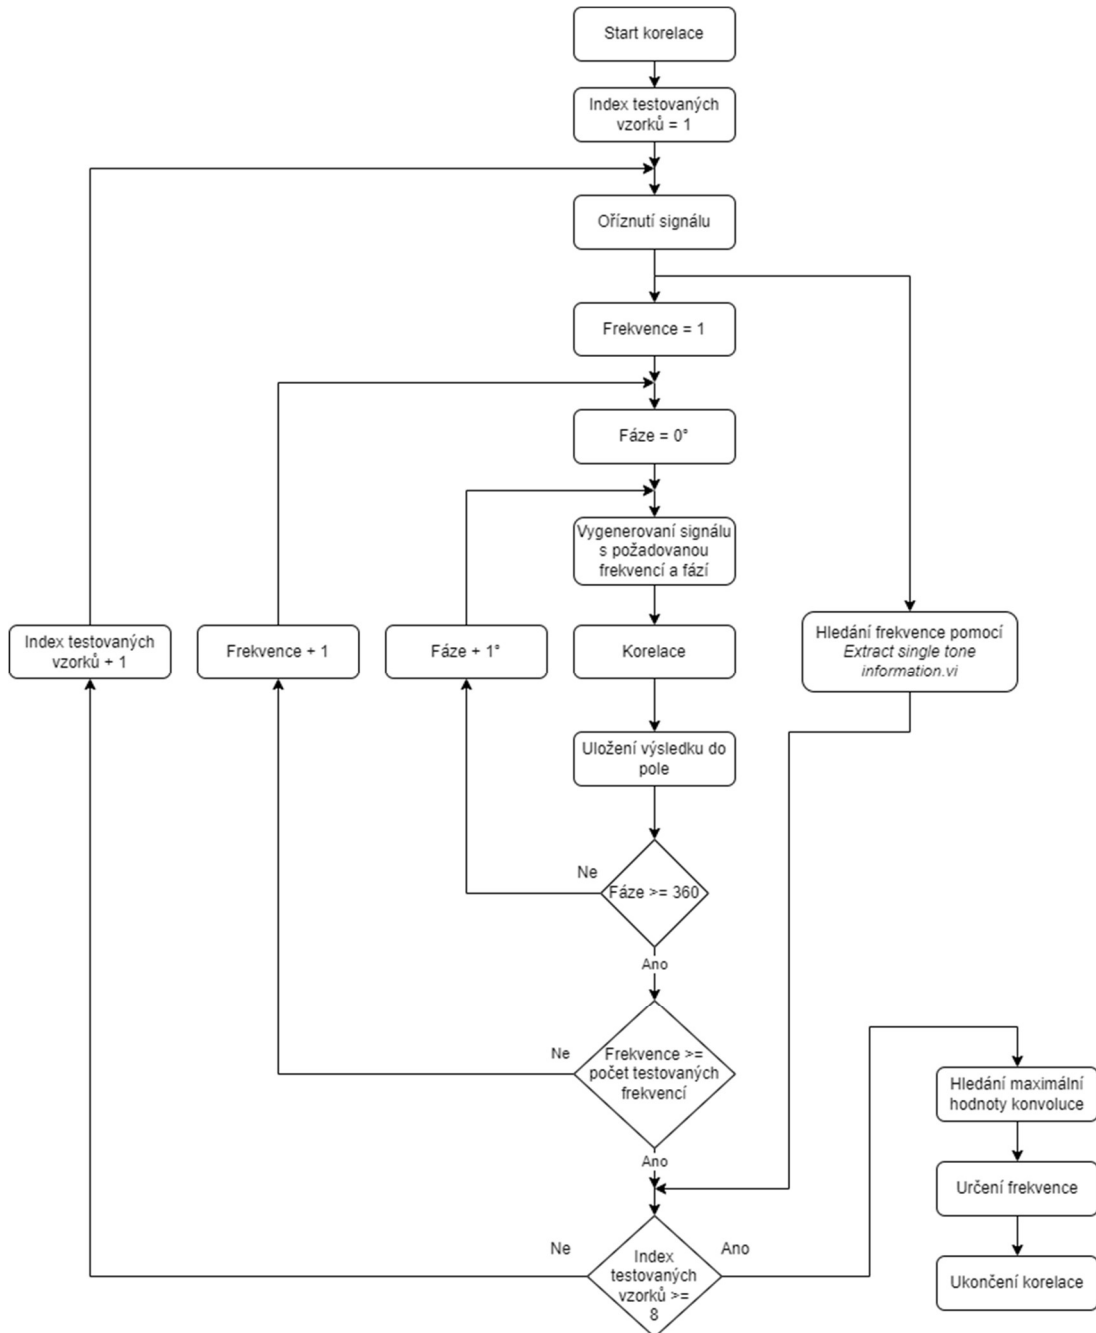 Start korelace
Index testovaných
vzorků = 1
Oříznutí signálu
Frekvence = 1
Fáze = 0°
Vygenerovaní signálu
s požadovanou
frekvencí a fází
Index testovaných
vzorků + 1
Frekvence + 1
Fáze + 1°
Korelace
Hledání frekvence pomocí
Extract single tone
information.vi
Uložení výsledku do
pole
Ne
Fáze >= 360
Ano
Ne
Frekvence >=
počet testovaných
frekvencí
Ano
Hledání maximální
hodnoty konvoluce
Určení frekvence
Ukončení korelace
Ne
Ano
Index
testovaných
vzorků >=
8